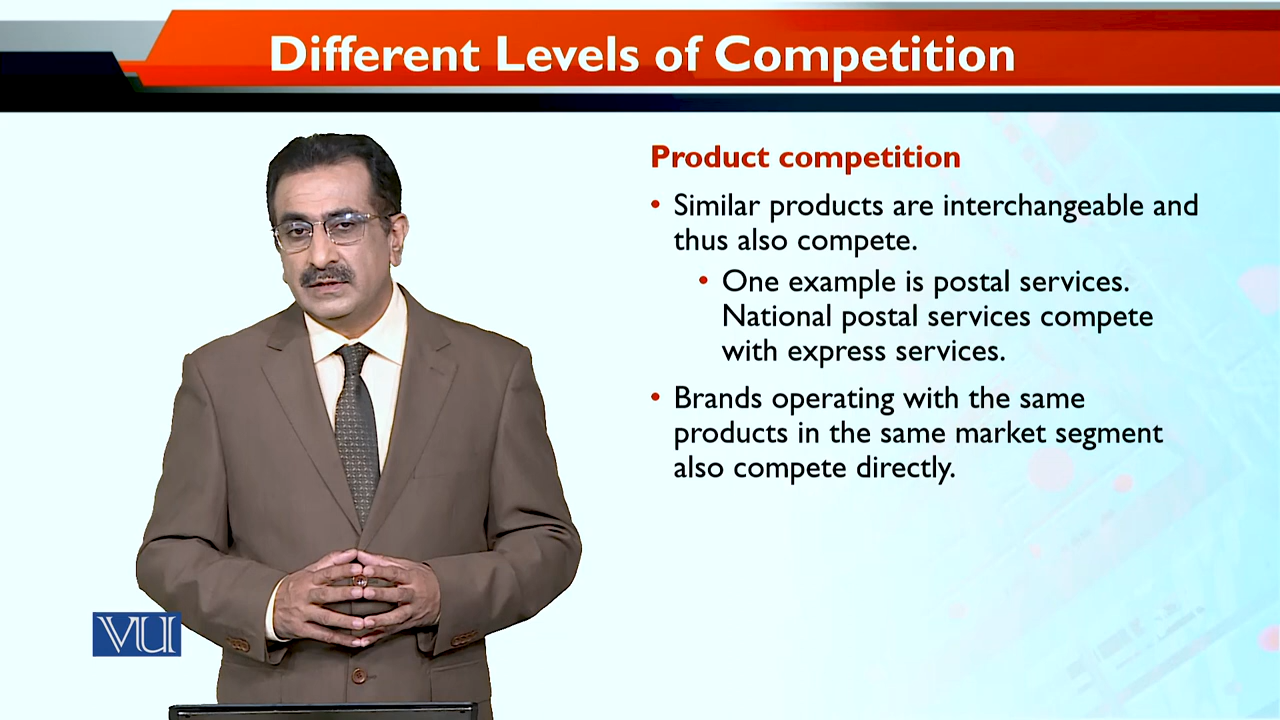 Different Levels of Competition
Product competition
• Similar products are interchangeable and
thus also compete.
• One example is postal services.
National postal services compete
with express services.
• Brands operating with the same
products in the same market segment
also compete directly.
VU